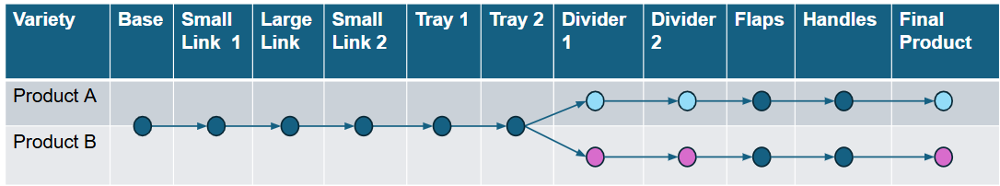 Variety Base Small Large Small Tray 1 Tray 2 Divider Divider Flaps Handles Final
Link 1 Link Link 2 1 2 Product
Product A
Product B